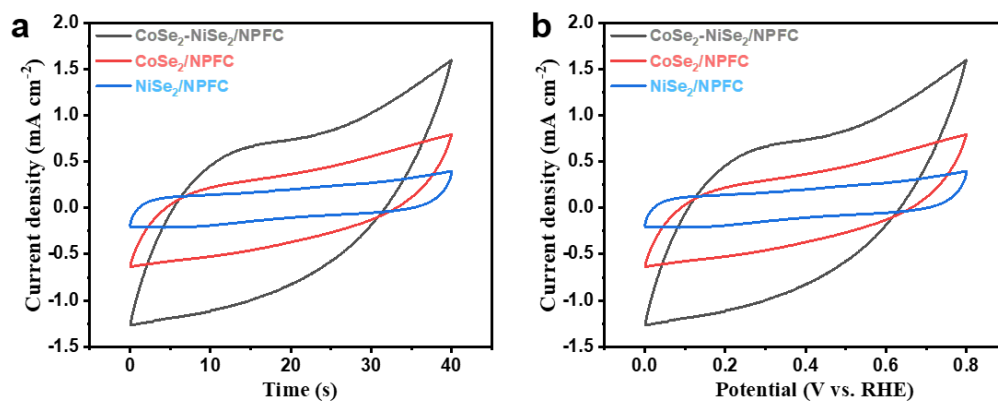 a
CoSe₂-NiSe₂/NPFC
CoSe₂/NPFC
NiSe₂/NPFC
Current density (mA cm⁻²)
2.0
1.5
1.0
0.5
0.0
-0.5
-1.0
-1.5
0 10 20 30 40
Time (s)
b
CoSe₂-NiSe₂/NPFC
CoSe₂/NPFC
NiSe₂/NPFC
Current density (mA cm⁻²)
2.0
1.5
1.0
0.5
0.0
-0.5
-1.0
-1.5
0.0 0.2 0.4 0.6 0.8
Potential (V vs. RHE)